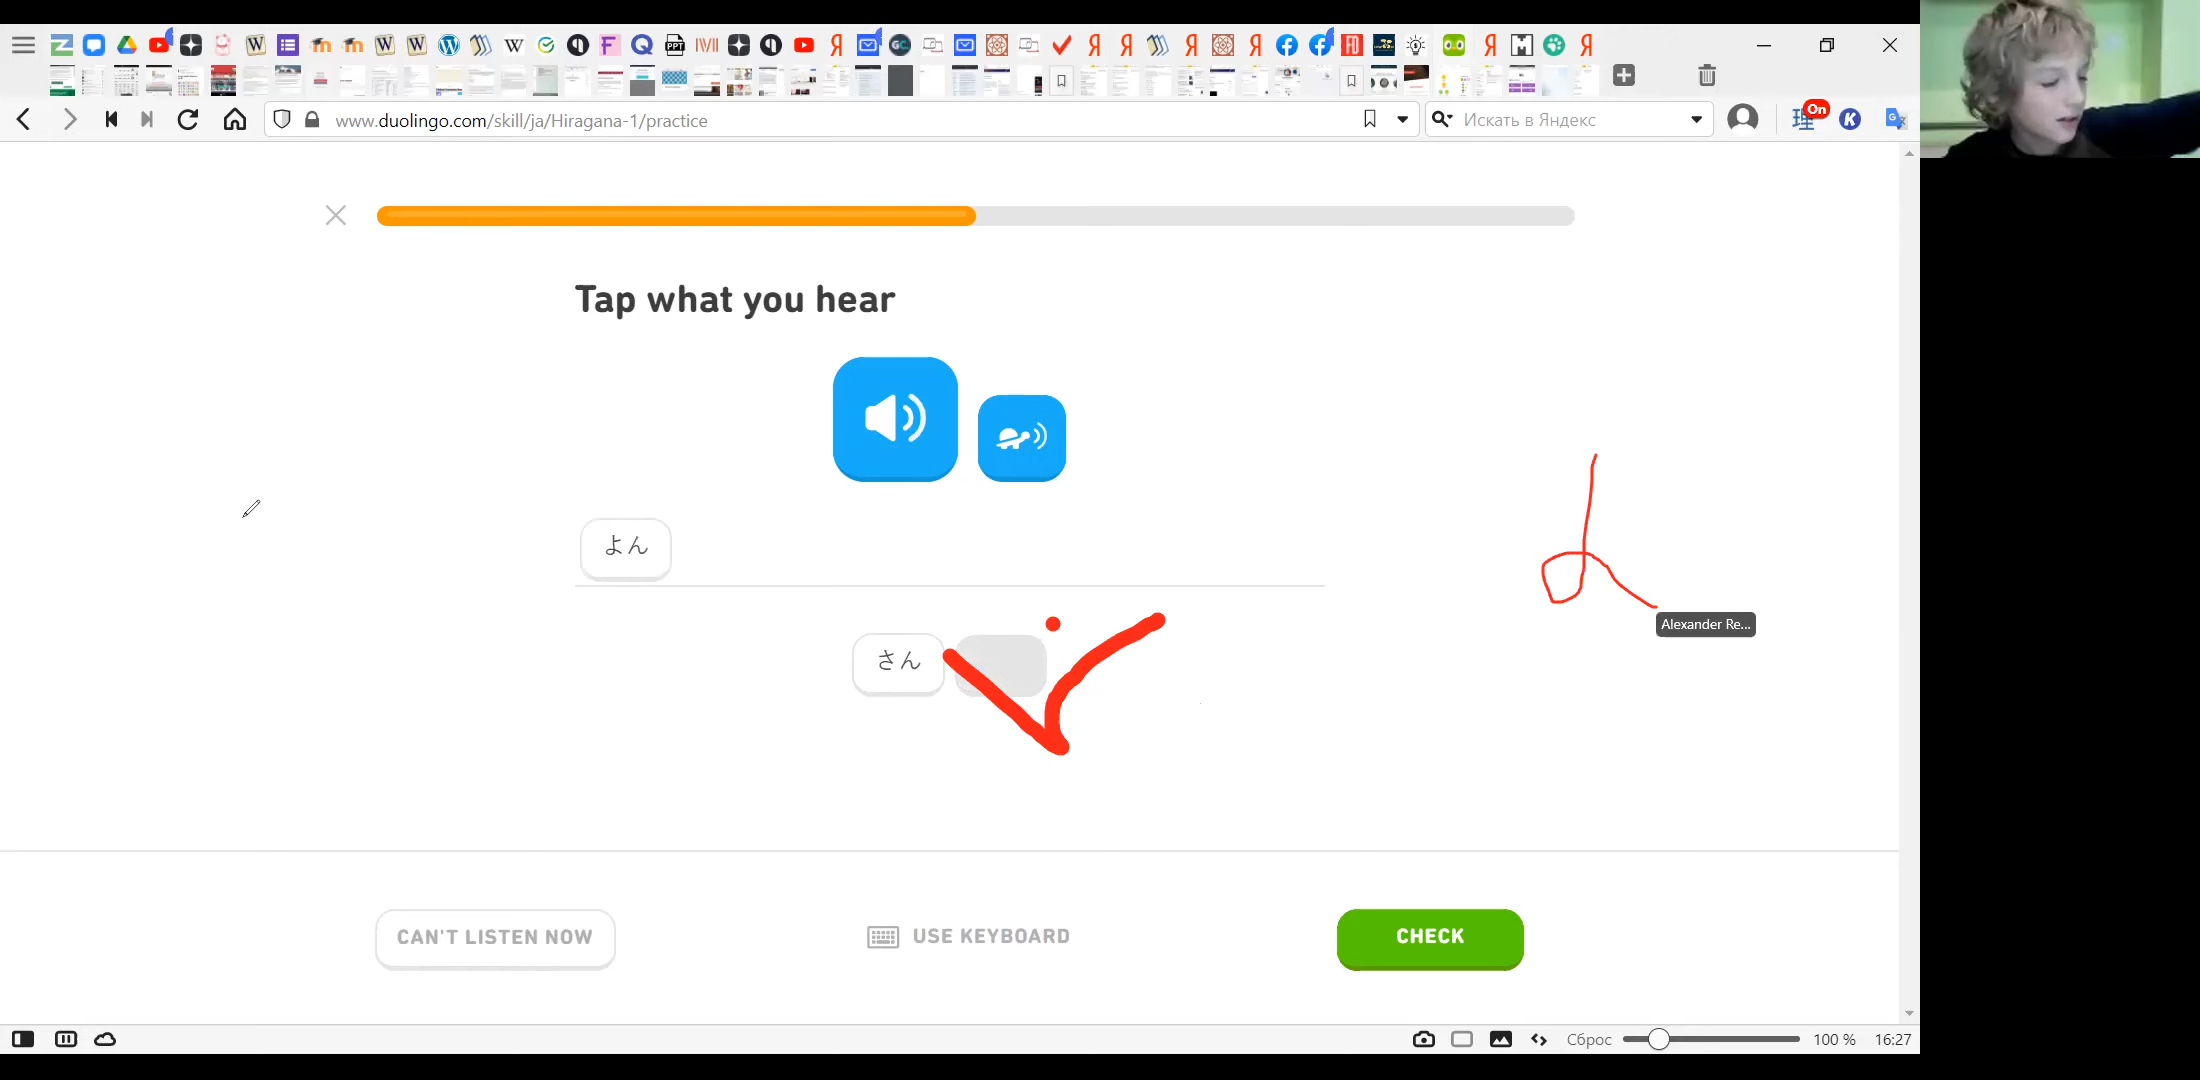 www.duolingo.com/skill/ja/Hiragana-1/practice
Искать в Яндекс
On
Tap what you hear
よん
さん
Alexander Re...
CAN'T LISTEN NOW
USE KEYBOARD
CHECK
Сброс
100 %
16:27